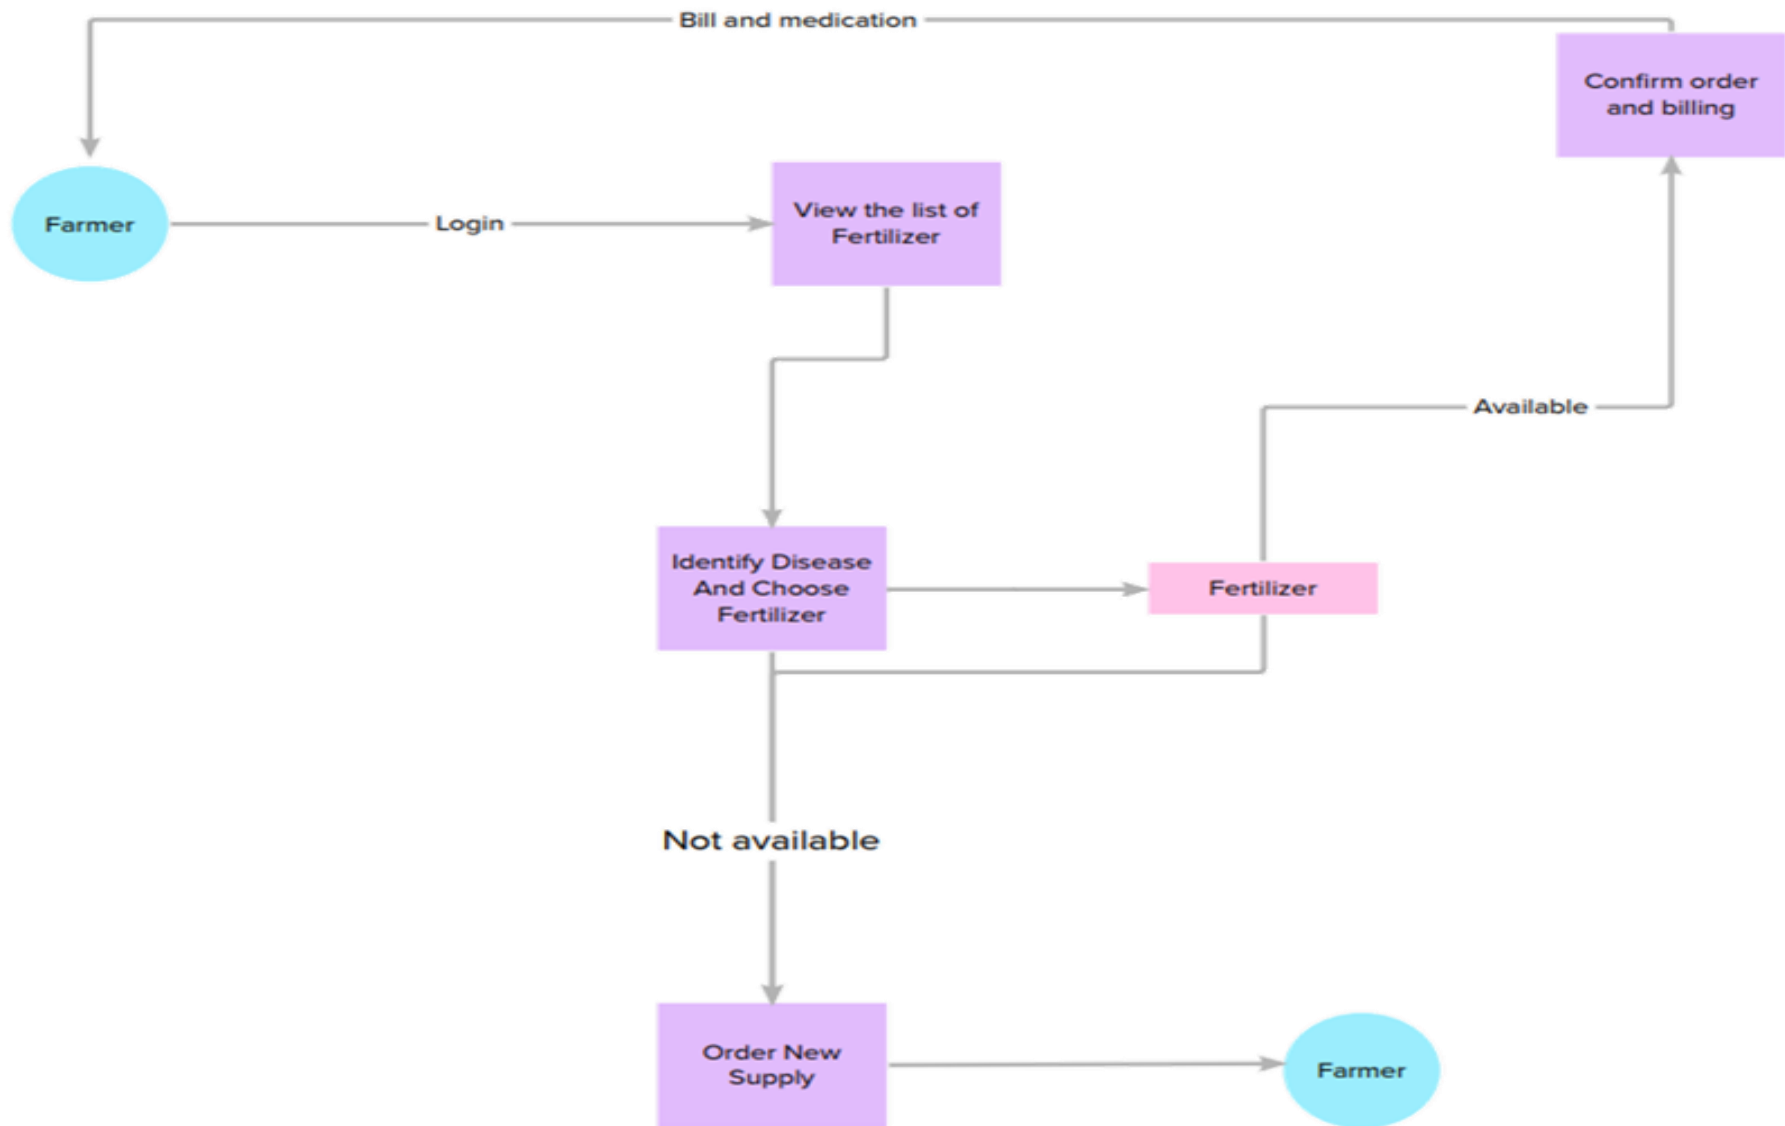 Bill and medication
Confirm order
and billing
Farmer
Login
View the list of
Fertilizer
Available
Identify Disease
And Choose
Fertilizer
Fertilizer
Not available
Order New
Supply
Farmer